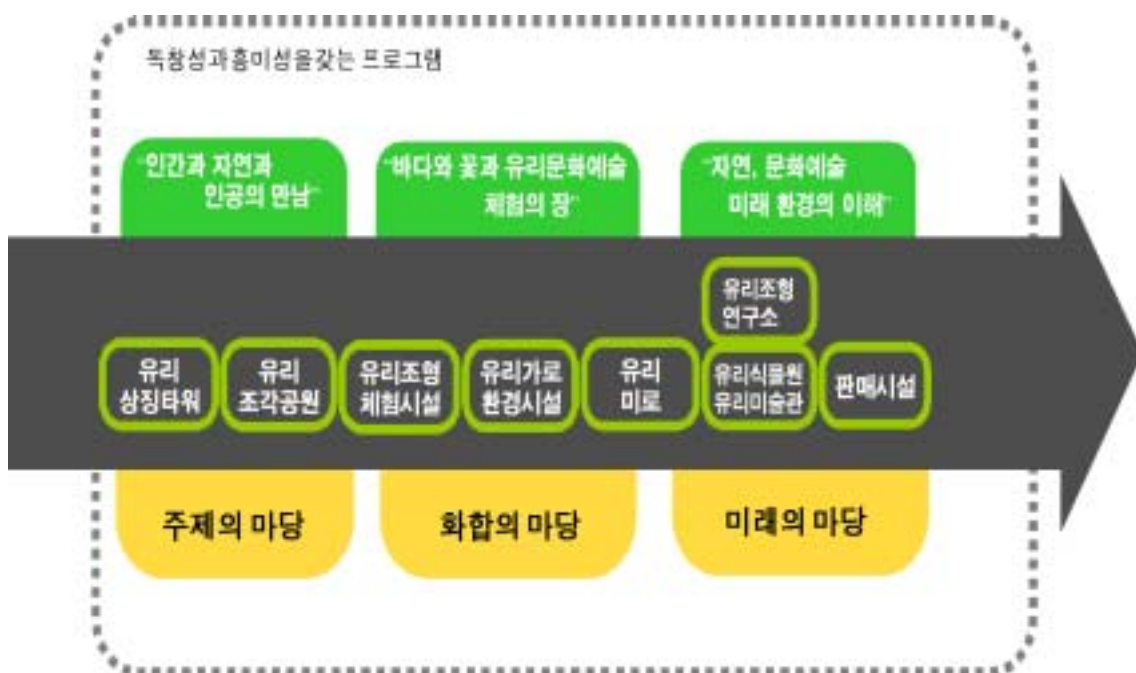 독창성과흥미성을갖는 프로그램
"인간과 자연과
인공의 만남"
"바다와 꽃과 유리문화예술
체험의 장"
"자연, 문화예술
미래 환경의 이해"
유리조형
연구소
유리
상징타워
유리
조각공원
유리조형
체험시설
유리가로
환경시설
유리
미로
유리식물원
유리미술관
판매시설
주제의 마당
화합의 마당
미래의 마당